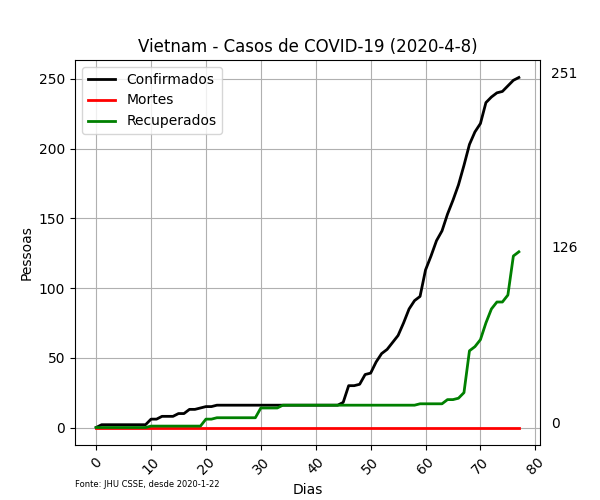 Vietnam - Casos de COVID-19 (2020-4-8)
Confirmados
Mortes
Recuperados
251
126
0
250
200
150
100
50
0
Pessoas
0
10
20
30
40
50
60
70
80
Fonte: JHU CSSE, desde 2020-1-22
Dias